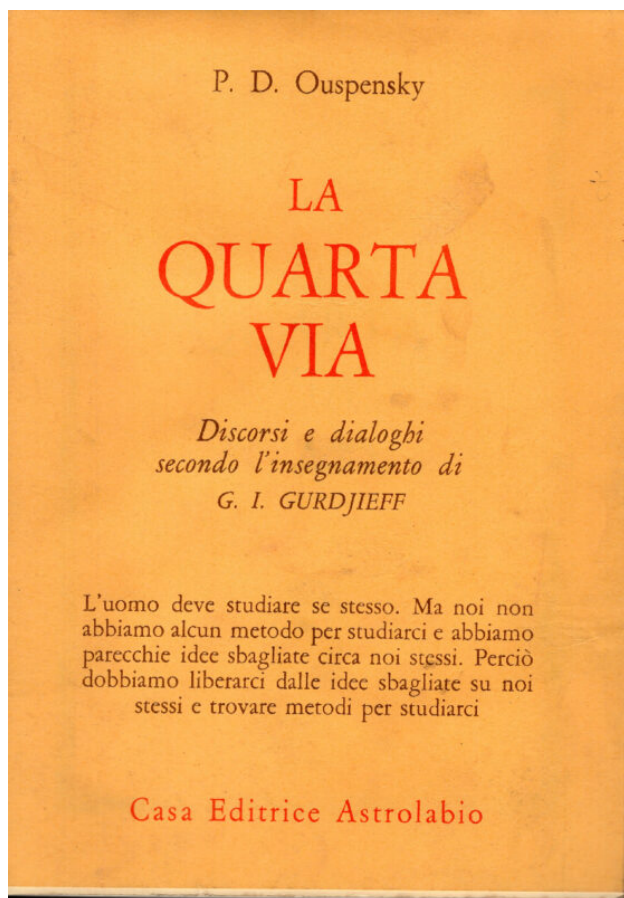 P. D. Ouspensky
LA
QUARTA
VIA
Discorsi e dialoghi
secondo l'insegnamento di
G. I. GURDJIEFF
L'uomo deve studiare se stesso. Ma noi non
abbiamo alcun metodo per studiarci e abbiamo
parecchie idee sbagliate circa noi stessi. Perciò
dobbiamo liberarci dalle idee sbagliate su noi
stessi e trovare metodi per studiarci
Casa Editrice Astrolabio